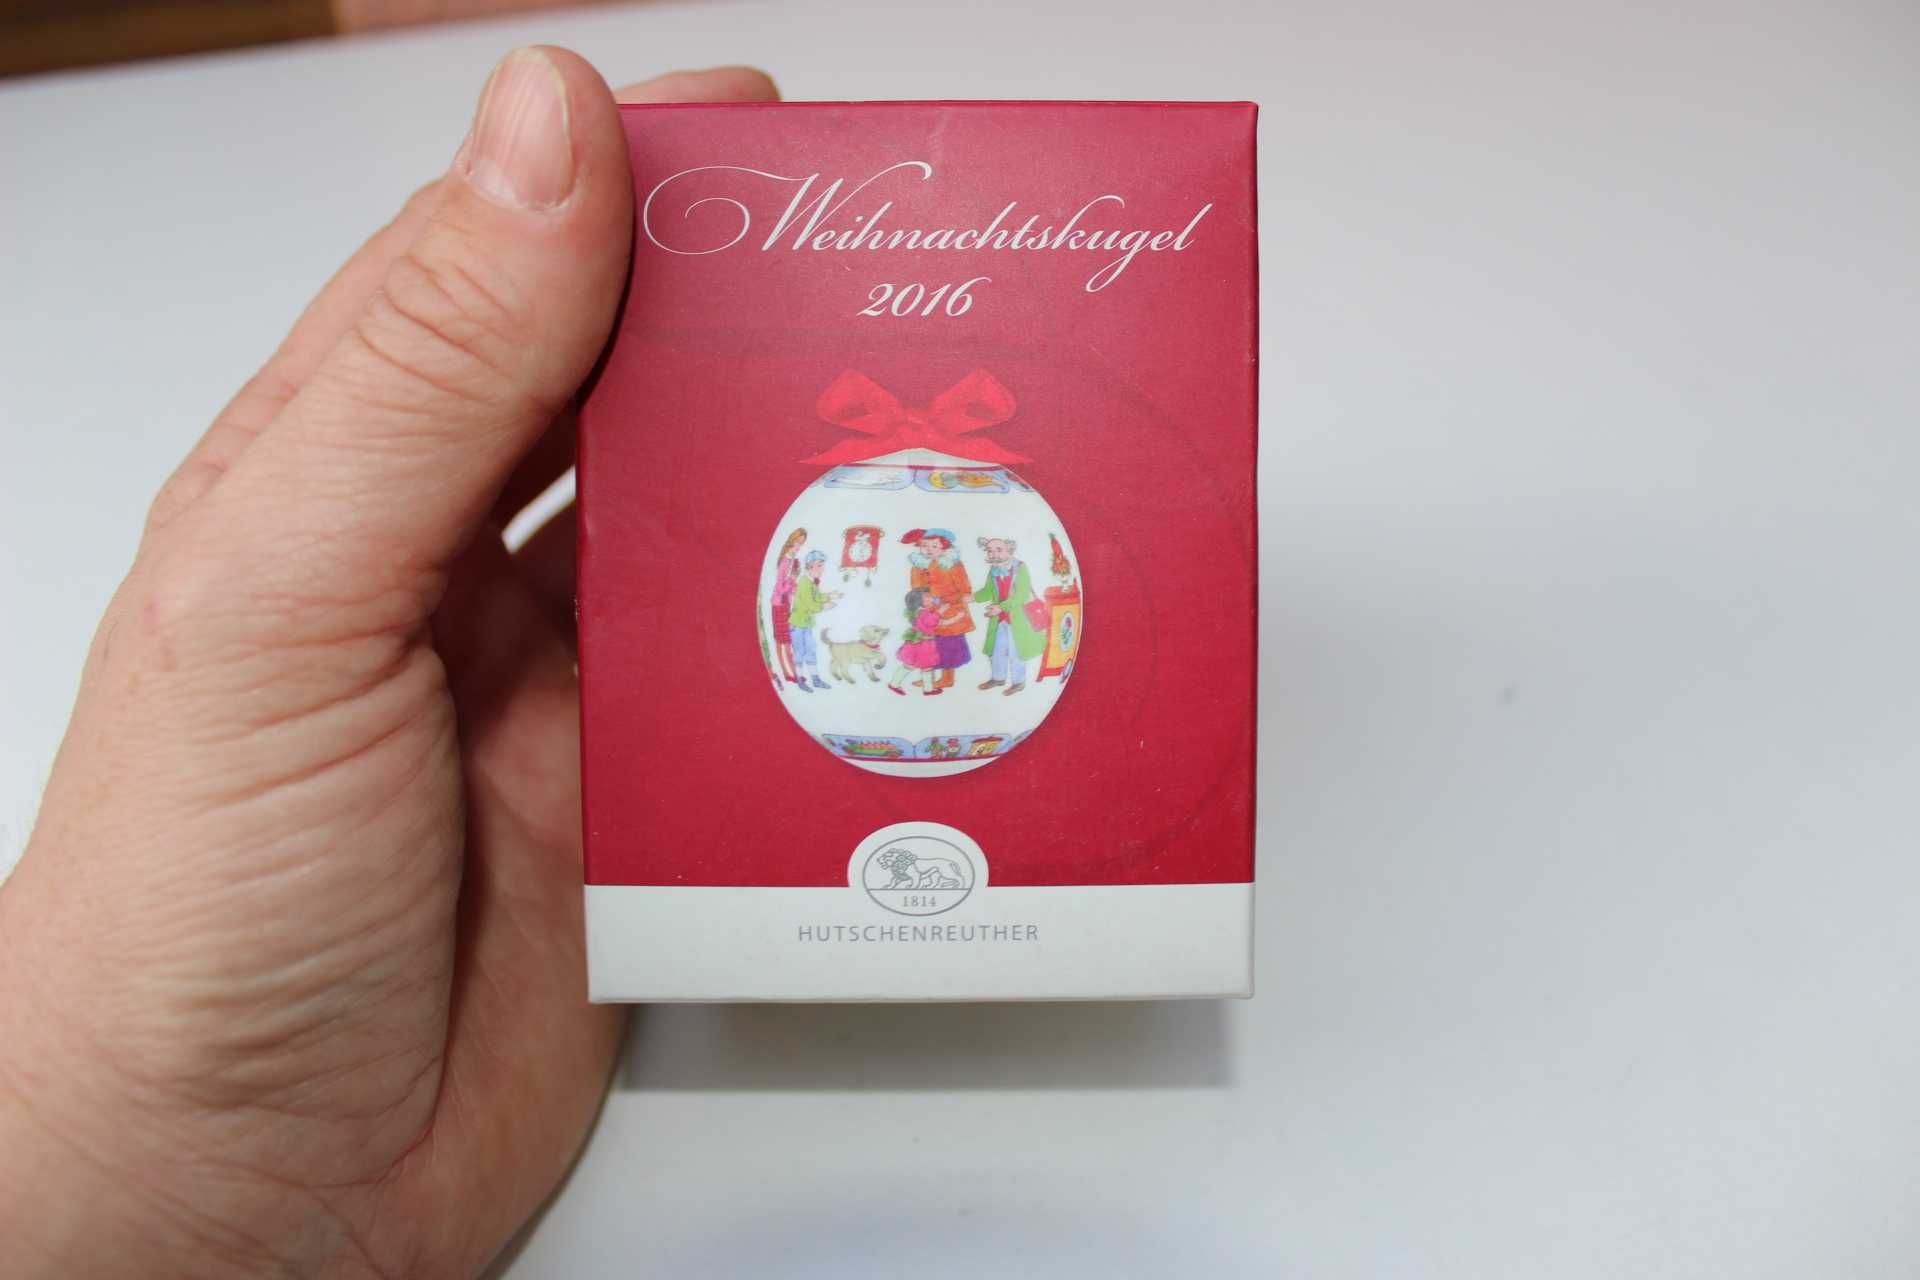 Weihnachtskugel
2016
1814
HUTSCHENREUTHER